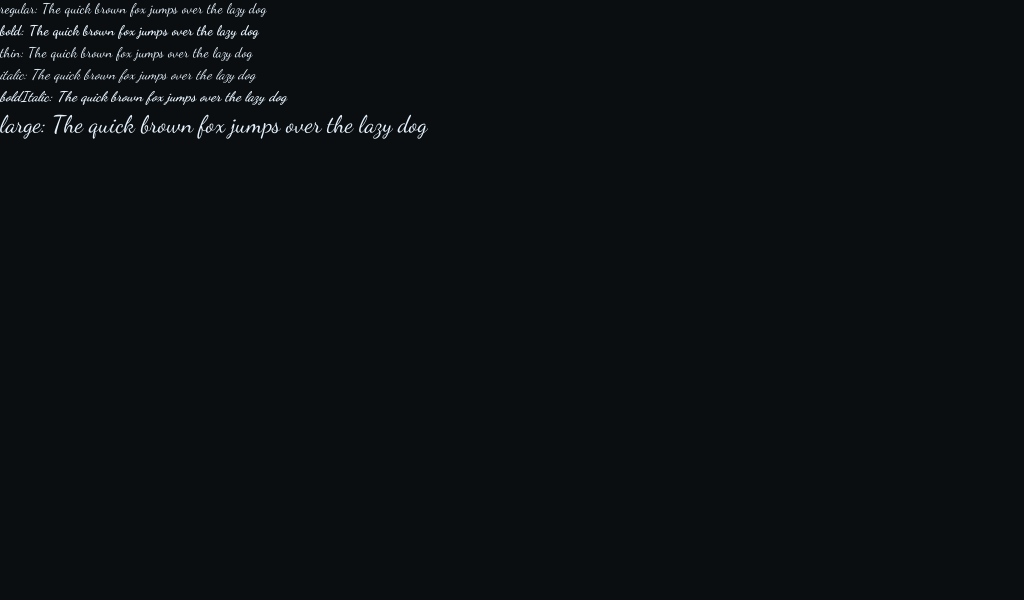 regular: The quick brown fox jumps over the lazy dog
bold: The quick brown fox jumps over the lazy dog
thin: The quick brown fox jumps over the lazy dog
italic: The quick brown fox jumps over the lazy dog
boldItalic: The quick brown fox jumps over the lazy dog
large: The quick brown fox jumps over the lazy dog